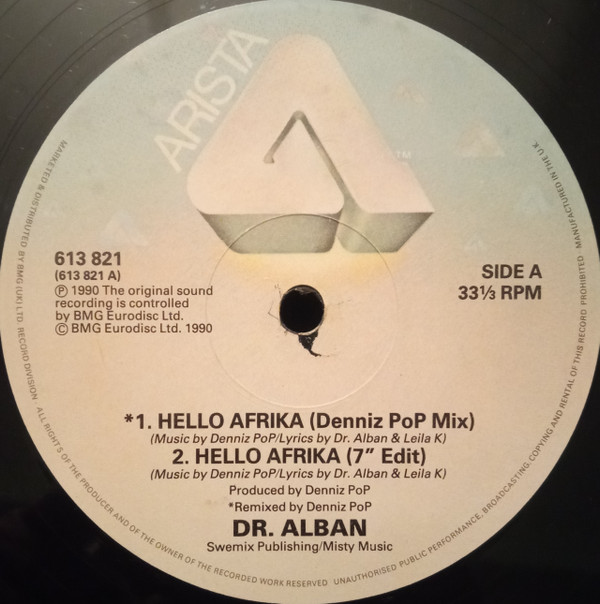 ARISTA
TM
613 821
(613 821 A)
℗ 1990 The original sound
recording is controlled
by BMG Eurodisc Ltd.
© BMG Eurodisc Ltd. 1990
SIDE A
33⅓ RPM
*1. HELLO AFRIKA (Denniz PoP Mix)
(Music by Denniz PoP/Lyrics by Dr. Alban & Leila K)
2. HELLO AFRIKA (7” Edit)
(Music by Denniz PoP/Lyrics by Dr. Alban & Leila K)
Produced by Denniz PoP
*Remixed by Denniz PoP
DR. ALBAN
Swemix Publishing/Misty Music
MARKETED & DISTRIBUTED BY BMG (UK) LTD. RECORD DIVISION · ALL RIGHTS OF THE PRODUCER AND OF THE OWNER OF THE RECORDED WORK RESERVED · UNAUTHORISED PUBLIC PERFORMANCE, BROADCASTING, COPYING AND RENTAL OF THIS RECORD PROHIBITED · MANUFACTURED IN THE U.K.